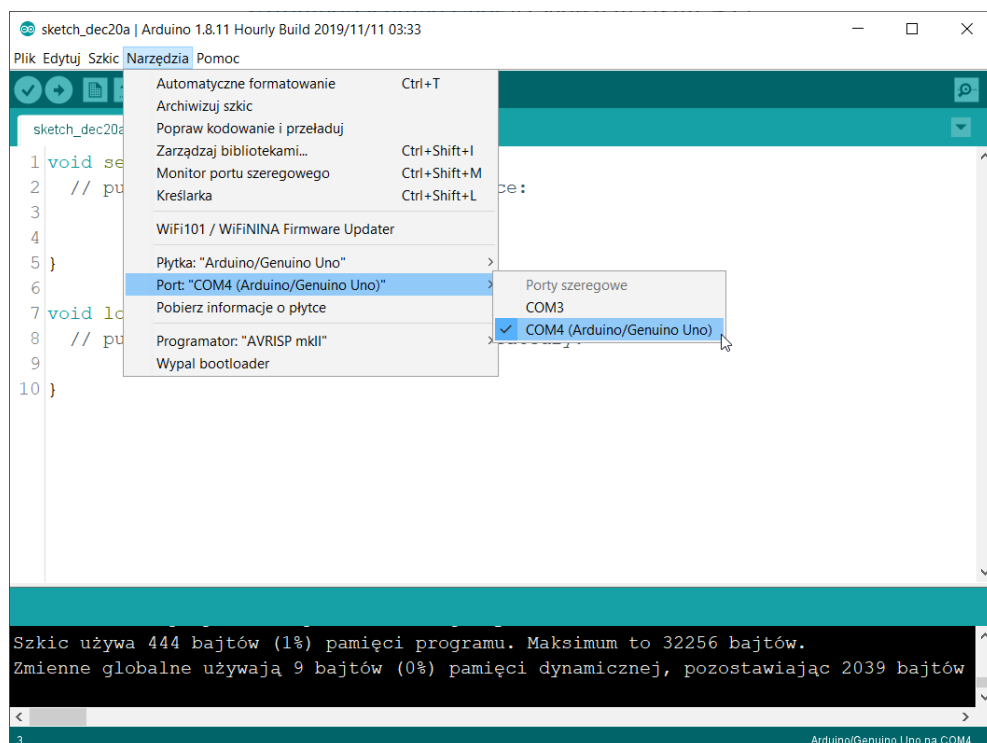 sketch_dec20a | Arduino 1.8.11 Hourly Build 2019/11/11 03:33
Plik Edytuj Szkic Narzędzia Pomoc
Automatyczne formatowanie Ctrl+T
Archiwizuj szkic
sketch_dec20a
Popraw kodowanie i przeładuj
Zarządzaj bibliotekami... Ctrl+Shift+I
Monitor portu szeregowego Ctrl+Shift+M
Kreślarka Ctrl+Shift+L
WiFi101 / WiFiNINA Firmware Updater
Płytka: "Arduino/Genuino Uno"
Port: "COM4 (Arduino/Genuino Uno)"
Pobierz informacje o płytce
Programator: "AVRISP mkII"
Wypal bootloader
Porty szeregowe
COM3
COM4 (Arduino/Genuino Uno)
1 void se
2 // pu ce:
3
4
5 }
6
7 void lo
8 // pu
9
10 }
Szkic używa 444 bajtów (1%) pamięci programu. Maksimum to 32256 bajtów.
Zmienne globalne używają 9 bajtów (0%) pamięci dynamicznej, pozostawiając 2039 bajtów
3 Arduino/Genuino Uno na COM4